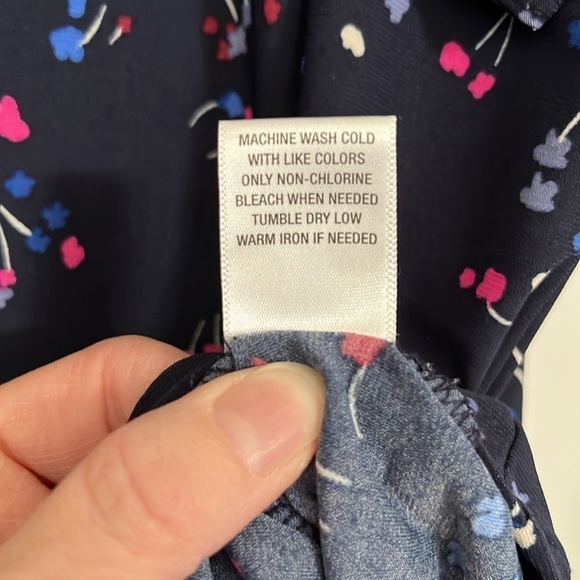 MACHINE WASH COLD
WITH LIKE COLORS
ONLY NON-CHLORINE
BLEACH WHEN NEEDED
TUMBLE DRY LOW
WARM IRON IF NEEDED